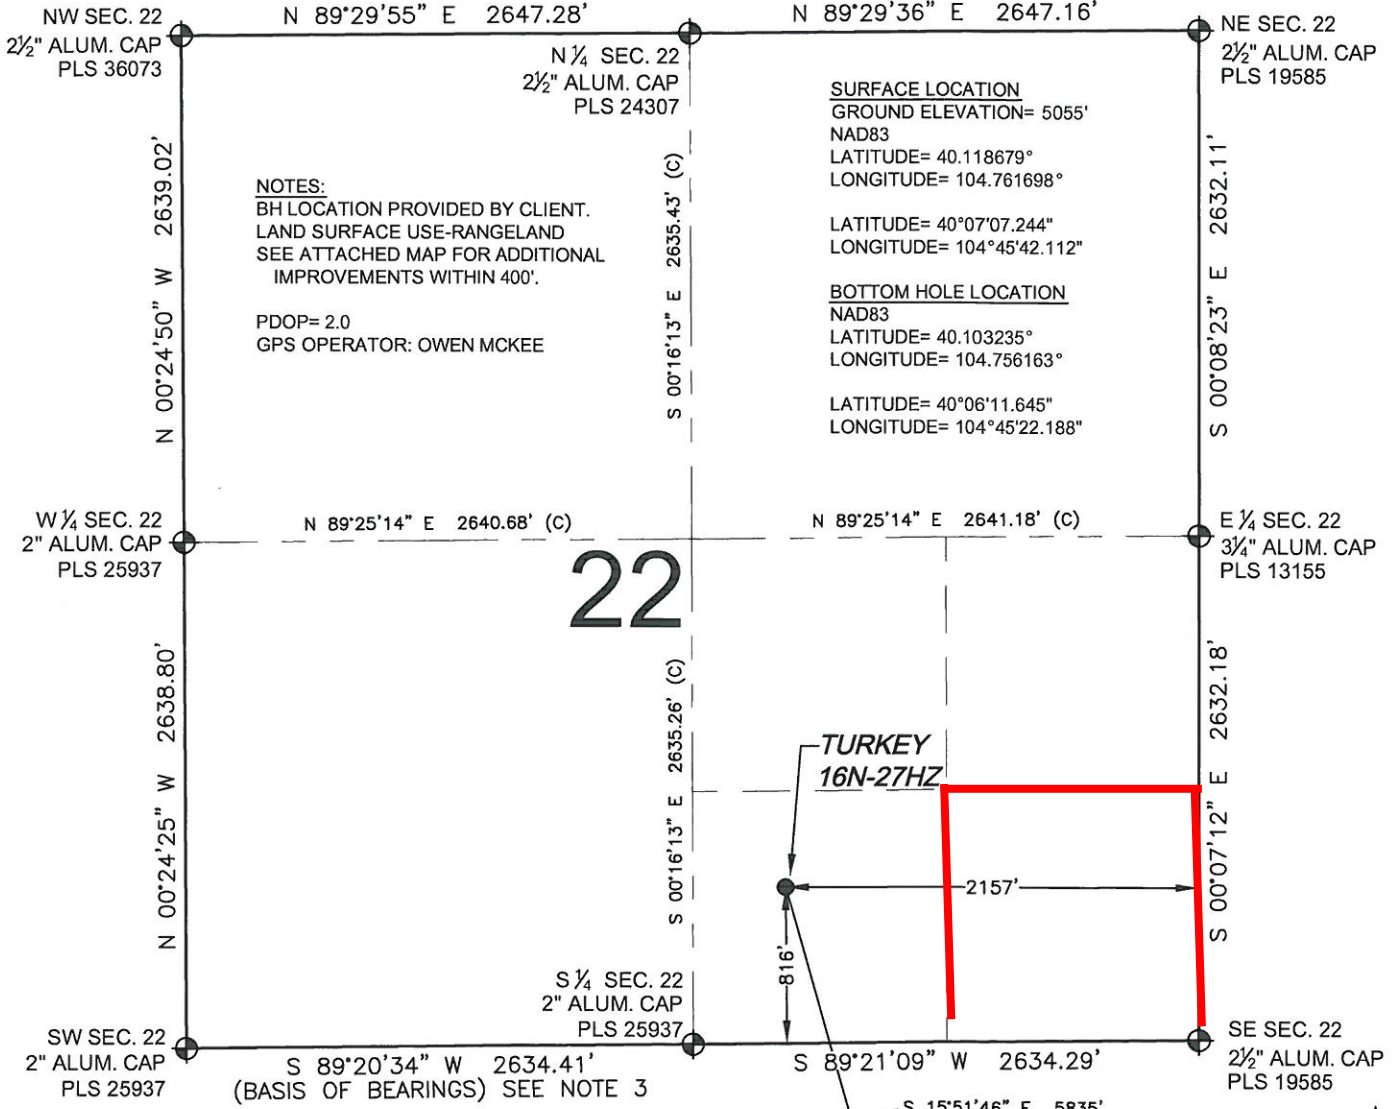 NW SEC. 22
2½" ALUM. CAP
PLS 36073
N 89°29'55" E 2647.28'
N ¼ SEC. 22
2½" ALUM. CAP
PLS 24307
N 89°29'36" E 2647.16'
NE SEC. 22
2½" ALUM. CAP
PLS 19585
N 00°24'50" W 2639.02'
NOTES:
BH LOCATION PROVIDED BY CLIENT.
LAND SURFACE USE-RANGELAND
SEE ATTACHED MAP FOR ADDITIONAL
IMPROVEMENTS WITHIN 400'.
PDOP= 2.0
GPS OPERATOR: OWEN MCKEE
S 00°16'13" E 2635.43' (C)
SURFACE LOCATION
GROUND ELEVATION= 5055'
NAD83
LATITUDE= 40.118679°
LONGITUDE= 104.761698°
LATITUDE= 40°07'07.244"
LONGITUDE= 104°45'42.112"
BOTTOM HOLE LOCATION
NAD83
LATITUDE= 40.103235°
LONGITUDE= 104.756163°
LATITUDE= 40°06'11.645"
LONGITUDE= 104°45'22.188"
S 00°08'23" E 2632.11'
W ¼ SEC. 22
2" ALUM. CAP
PLS 25937
N 89°25'14" E 2640.68' (C)
N 89°25'14" E 2641.18' (C)
E ¼ SEC. 22
3¼" ALUM. CAP
PLS 13155
22
N 00°24'25" W 2638.80'
S 00°16'13" E 2635.26' (C)
TURKEY
16N-27HZ
2157'
816'
S 00°07'12" E 2632.18'
S ¼ SEC. 22
2" ALUM. CAP
PLS 25937
SW SEC. 22
2" ALUM. CAP
PLS 25937
S 89°20'34" W 2634.41'
(BASIS OF BEARINGS) SEE NOTE 3
S 89°21'09" W 2634.29'
SE SEC. 22
2½" ALUM. CAP
PLS 19585
S 15°51'46" E 5835'